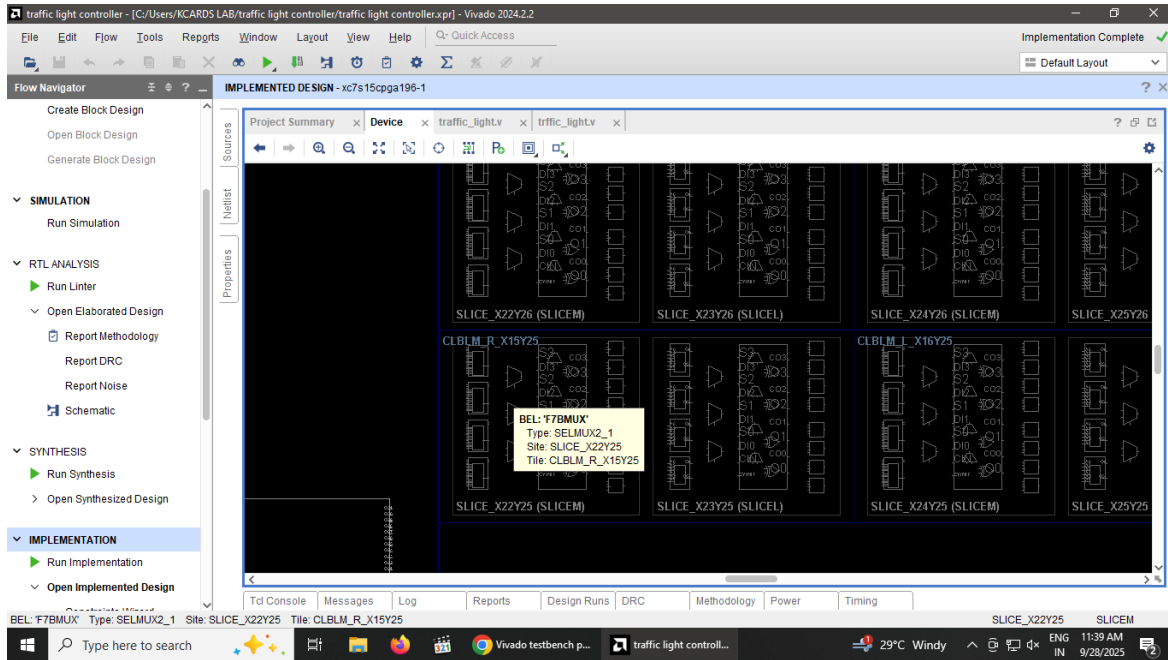 traffic light controller - [C:/Users/KCARDS LAB/traffic light controller/traffic light controller.xpr] - Vivado 2024.2.2
File Edit Flow Tools Reports Window Layout View Help Q- Quick Access
Implementation Complete
Default Layout
Flow Navigator
IMPLEMENTED DESIGN - xc7s15cpga196-1
Create Block Design
Open Block Design
Generate Block Design
SIMULATION
Run Simulation
RTL ANALYSIS
Run Linter
Open Elaborated Design
Report Methodology
Report DRC
Report Noise
Schematic
SYNTHESIS
Run Synthesis
Open Synthesized Design
IMPLEMENTATION
Run Implementation
Open Implemented Design
Sources
Netlist
Properties
Project Summary Device traffic_light.v trffic_light.v
SLICE_X22Y26 (SLICEM) SLICE_X23Y26 (SLICEL) SLICE_X24Y26 (SLICEM) SLICE_X25Y26
CLBLM_R_X15Y25 CLBLM_L_X16Y25
BEL: 'F7BMUX'
Type: SELMUX2_1
Site: SLICE_X22Y25
Tile: CLBLM_R_X15Y25
SLICE_X22Y25 (SLICEM) SLICE_X23Y25 (SLICEL) SLICE_X24Y25 (SLICEM) SLICE_X25Y25
Tcl Console Messages Log Reports Design Runs DRC Methodology Power Timing
BEL: 'F7BMUX' Type: SELMUX2_1 Site: SLICE_X22Y25 Tile: CLBLM_R_X15Y25 SLICE_X22Y25 SLICEM
Type here to search
Vivado testbench p...
traffic light controll...
29°C Windy
ENG
IN
11:39 AM
9/28/2025